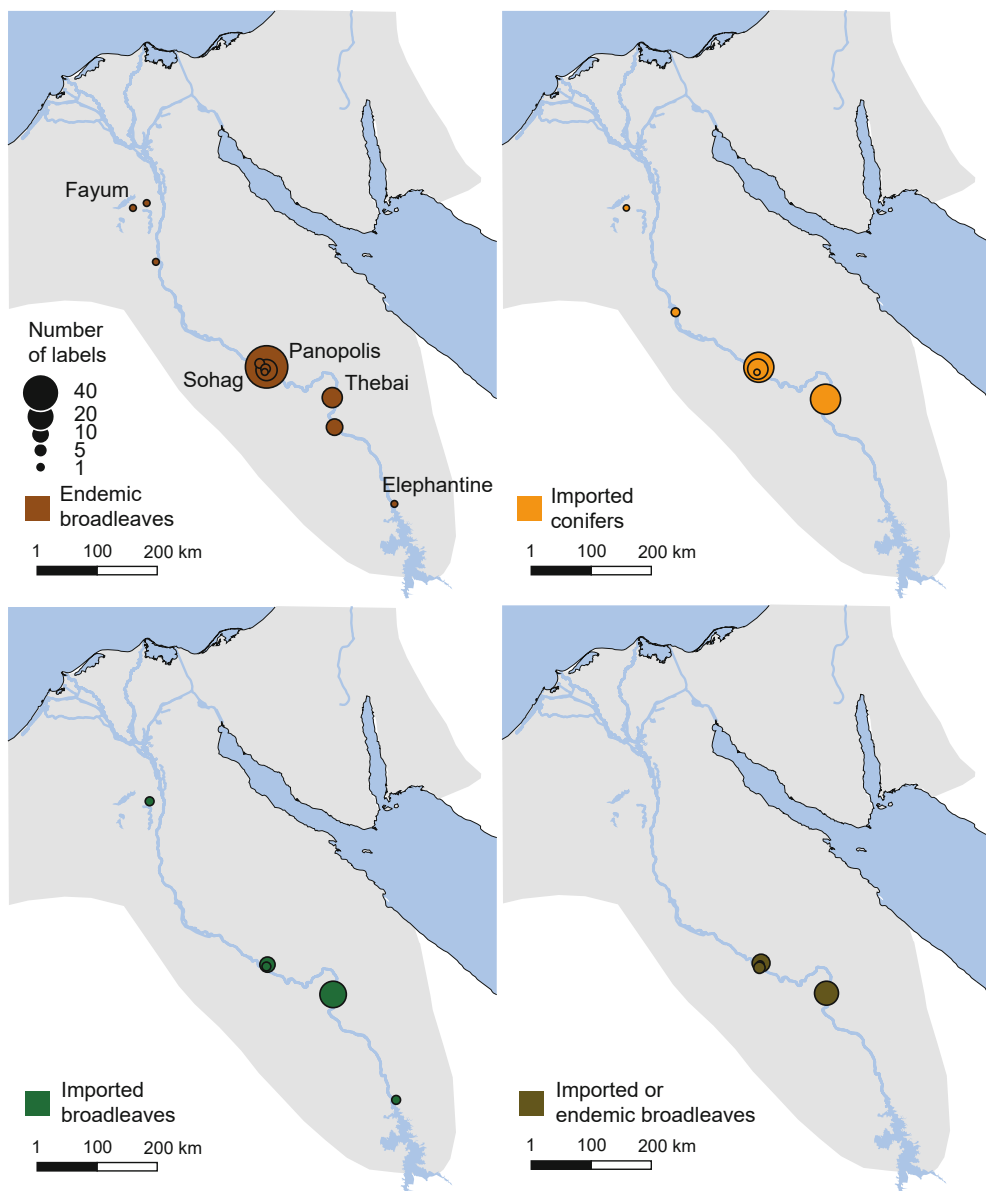 Fayum
Number
of labels
40
20
10
5
1
Panopolis
Sohag
Thebai
Elephantine
Endemic
broadleaves
1 100 200 km
Imported
conifers
1 100 200 km
Imported
broadleaves
1 100 200 km
Imported or
endemic broadleaves
1 100 200 km